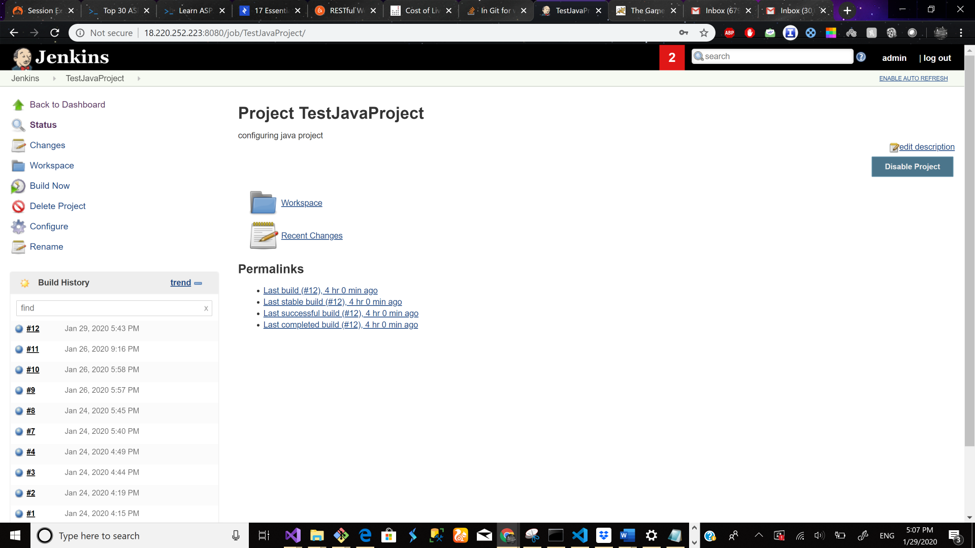 Session Ex
Top 30 AS
Learn ASP
17 Essenti
RESTful W
Cost of Liv
In Git for v
TestJavaPr
The Garpe
Inbox (679
Inbox (30,
Not secure
18.220.252.223:8080/job/TestJavaProject/
ABP
Jenkins
2
search
admin
| log out
Jenkins
TestJavaProject
ENABLE AUTO REFRESH
Back to Dashboard
Status
Changes
Workspace
Build Now
Delete Project
Configure
Rename
Build History
trend
find
x
#12 Jan 29, 2020 5:43 PM
#11 Jan 26, 2020 9:16 PM
#10 Jan 26, 2020 5:58 PM
#9 Jan 26, 2020 5:57 PM
#8 Jan 24, 2020 5:45 PM
#7 Jan 24, 2020 5:40 PM
#4 Jan 24, 2020 4:49 PM
#3 Jan 24, 2020 4:44 PM
#2 Jan 24, 2020 4:19 PM
#1 Jan 24, 2020 4:15 PM
Project TestJavaProject
configuring java project
edit description
Disable Project
Workspace
Recent Changes
Permalinks
Last build (#12), 4 hr 0 min ago
Last stable build (#12), 4 hr 0 min ago
Last successful build (#12), 4 hr 0 min ago
Last completed build (#12), 4 hr 0 min ago
Type here to search
ENG
5:07 PM
1/29/2020
3